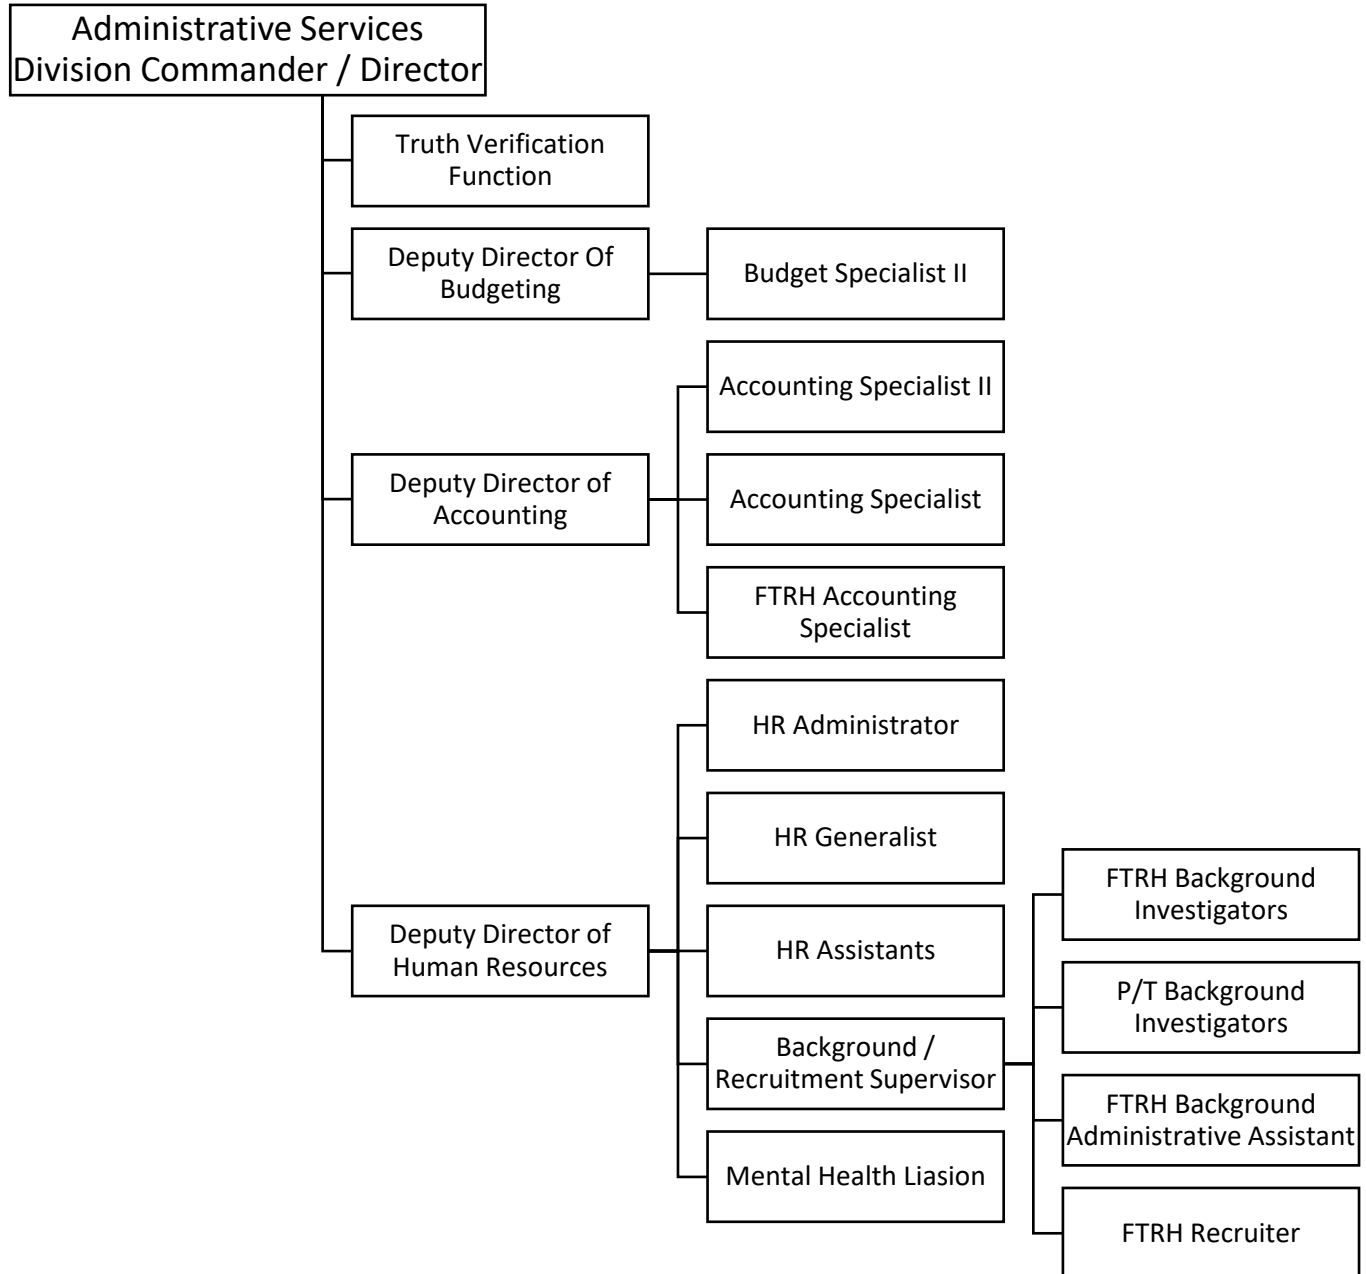 Administrative Services
Division Commander / Director
Truth Verification
Function
Deputy Director Of
Budgeting
Budget Specialist II
Deputy Director of
Accounting
Accounting Specialist II
Accounting Specialist
FTRH Accounting
Specialist
Deputy Director of
Human Resources
HR Administrator
HR Generalist
HR Assistants
Background /
Recruitment Supervisor
Mental Health Liasion
FTRH Background
Investigators
P/T Background
Investigators
FTRH Background
Administrative Assistant
FTRH Recruiter